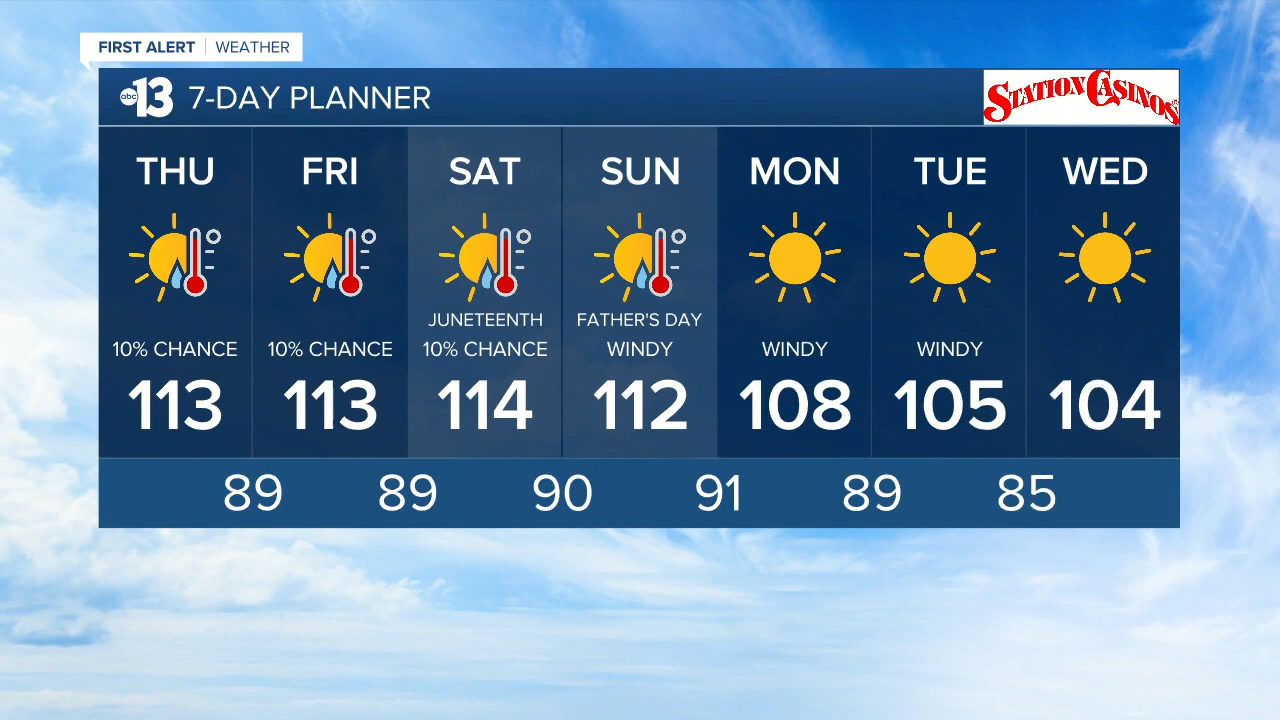 FIRST ALERT | WEATHER
abc 13 7-DAY PLANNER
STATION CASINOS
THU FRI SAT SUN MON TUE WED
JUNETEENTH FATHER'S DAY
10% CHANCE 10% CHANCE 10% CHANCE WINDY WINDY WINDY
113 113 114 112 108 105 104
89 89 90 91 89 85